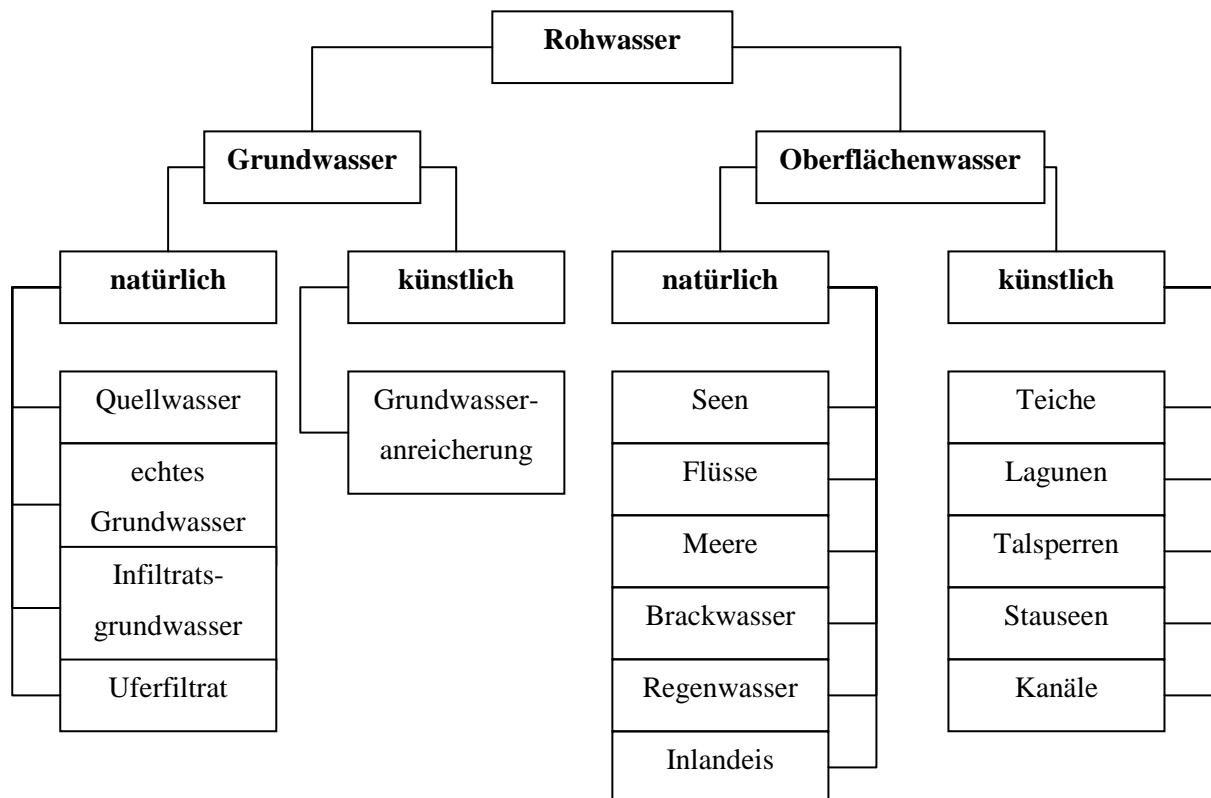 Rohwasser
Grundwasser
Oberflächenwasser
natürlich
künstlich
natürlich
künstlich
Quellwasser
echtes
Grundwasser
Infiltrats-
grundwasser
Uferfiltrat
Grundwasser-
anreicherung
Seen
Flüsse
Meere
Brackwasser
Regenwasser
Inlandeis
Teiche
Lagunen
Talsperren
Stauseen
Kanäle